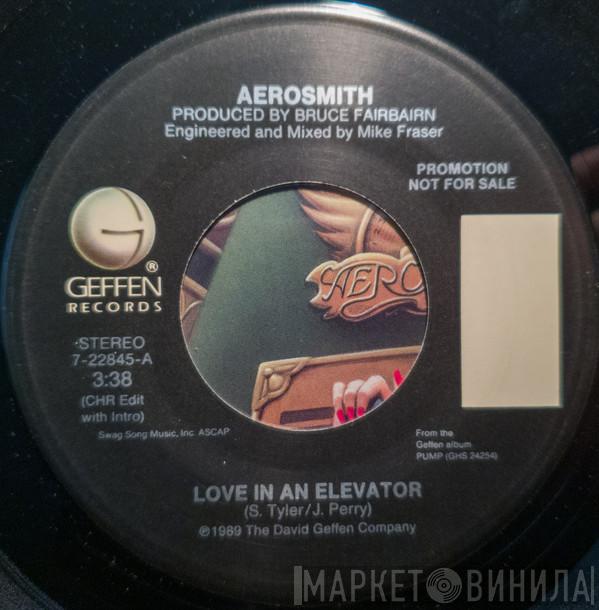 AEROSMITH
PRODUCED BY BRUCE FAIRBAIRN
Engineered and Mixed by Mike Fraser
PROMOTION
NOT FOR SALE
G
GEFFEN®
RECORDS
STEREO
7-22845-A
3:38
(CHR Edit
with Intro)
Swag Song Music, Inc. ASCAP
AERO
From the
Geffen album
PUMP (GHS 24254)
LOVE IN AN ELEVATOR
(S. Tyler/J. Perry)
℗1989 The David Geffen Company
МАРКЕТ ВИНИЛА